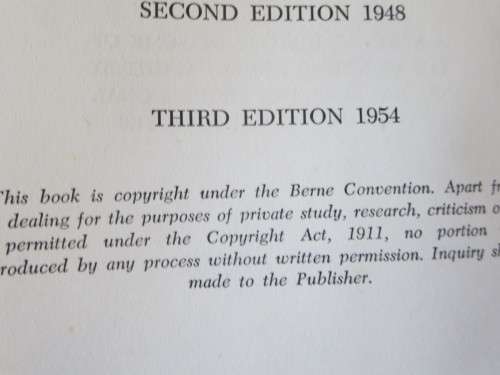 SECOND EDITION 1948
THIRD EDITION 1954
This book is copyright under the Berne Convention. Apart
dealing for the purposes of private study, research, criticism
permitted under the Copyright Act, 1911, no portion
roduced by any process without written permission. Inquiry
made to the Publisher.